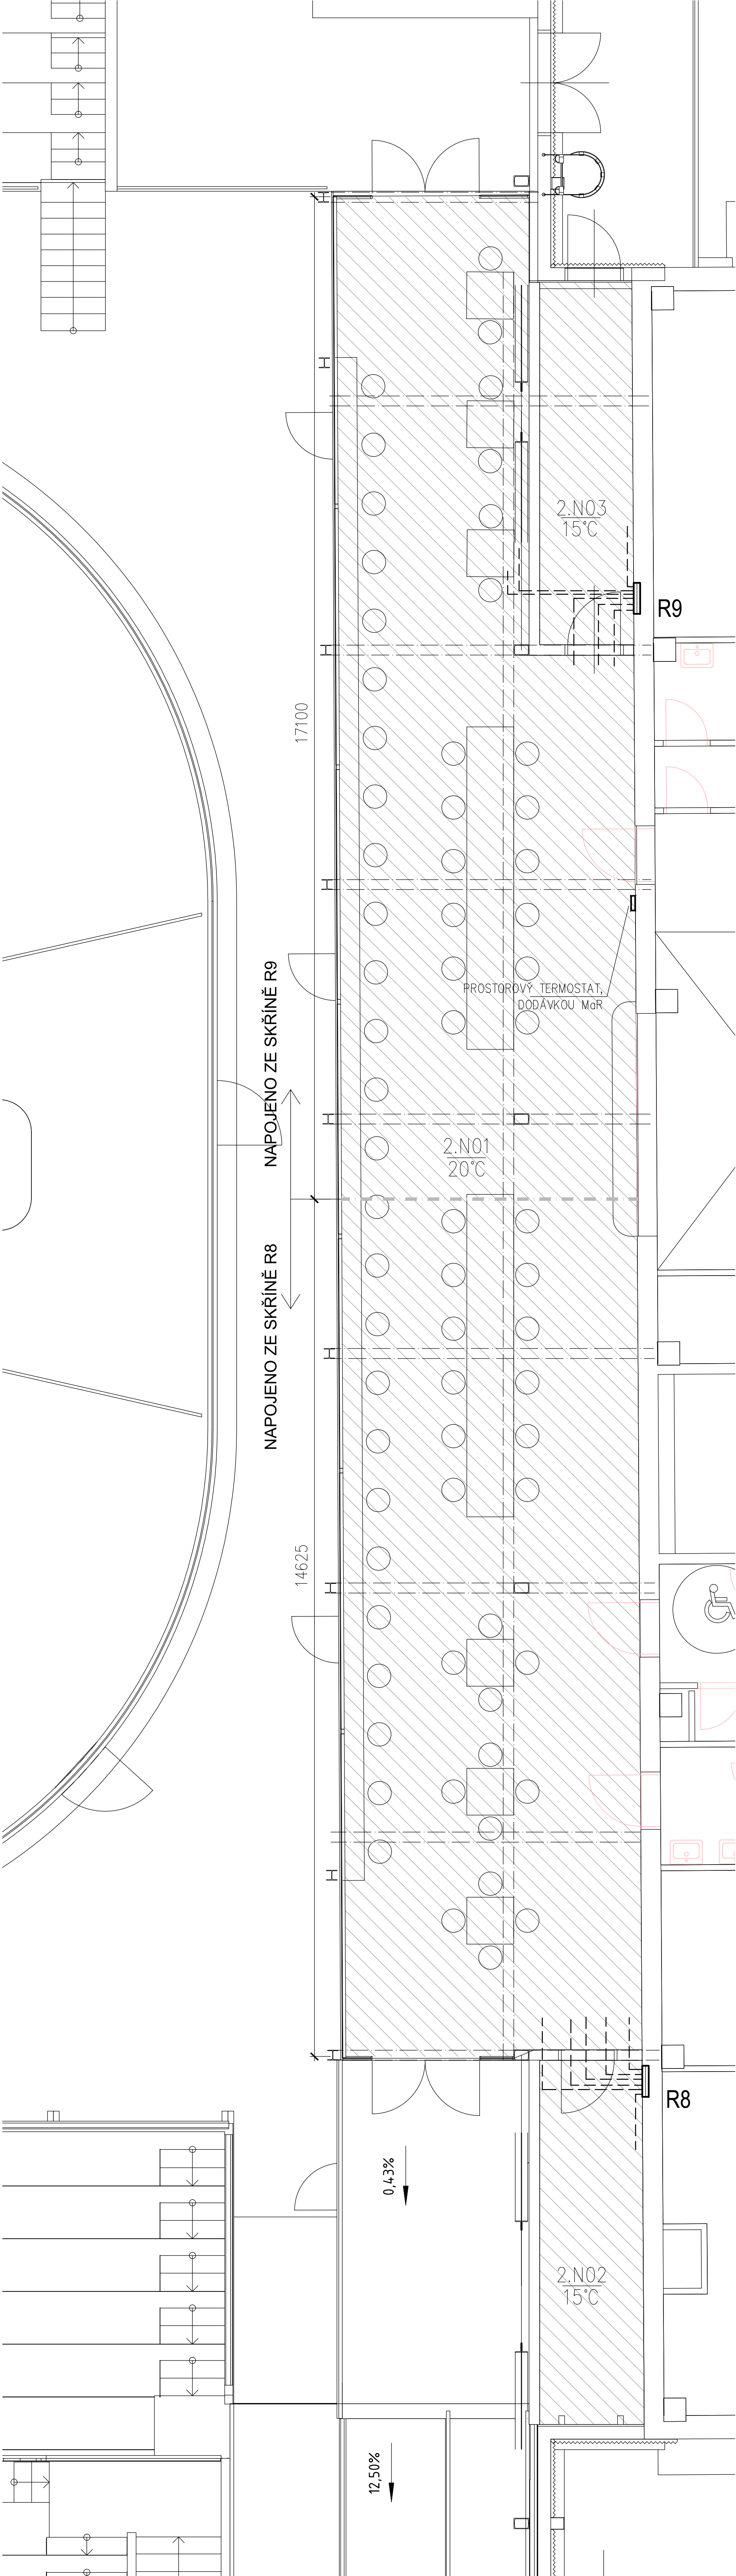 2.N03
15°C
R9
17100
PROSTOROVÝ TERMOSTAT,
DODÁVKOU MaR
NAPOJENO ZE SKŘÍNĚ R9
2.N01
20°C
NAPOJENO ZE SKŘÍNĚ R8
14625
R8
0,43%
2.N02
15°C
12,50%